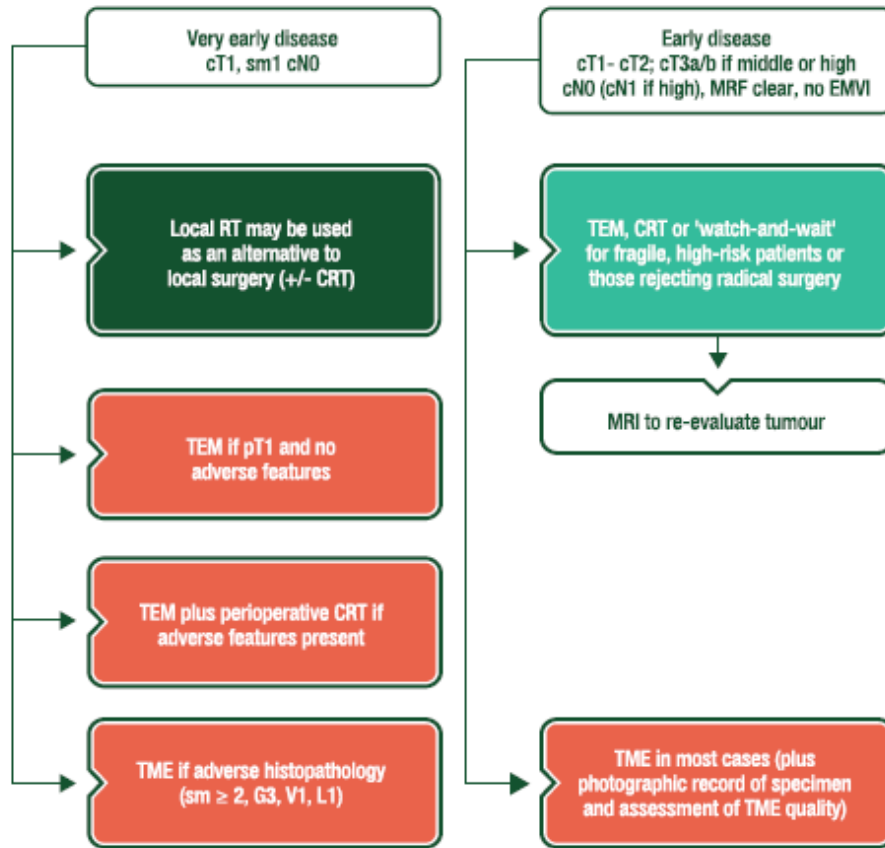 Very early disease
cT1, sm1 cN0
Local RT may be used
as an alternative to
local surgery (+/- CRT)
TEM if pT1 and no
adverse features
TEM plus perioperative CRT if
adverse features present
TME if adverse histopathology
(sm ≥ 2, G3, V1, L1)
Early disease
cT1- cT2; cT3a/b if middle or high
cN0 (cN1 if high), MRF clear, no EMVI
TEM, CRT or 'watch-and-wait'
for fragile, high-risk patients or
those rejecting radical surgery
MRI to re-evaluate tumour
TME in most cases (plus
photographic record of specimen
and assessment of TME quality)